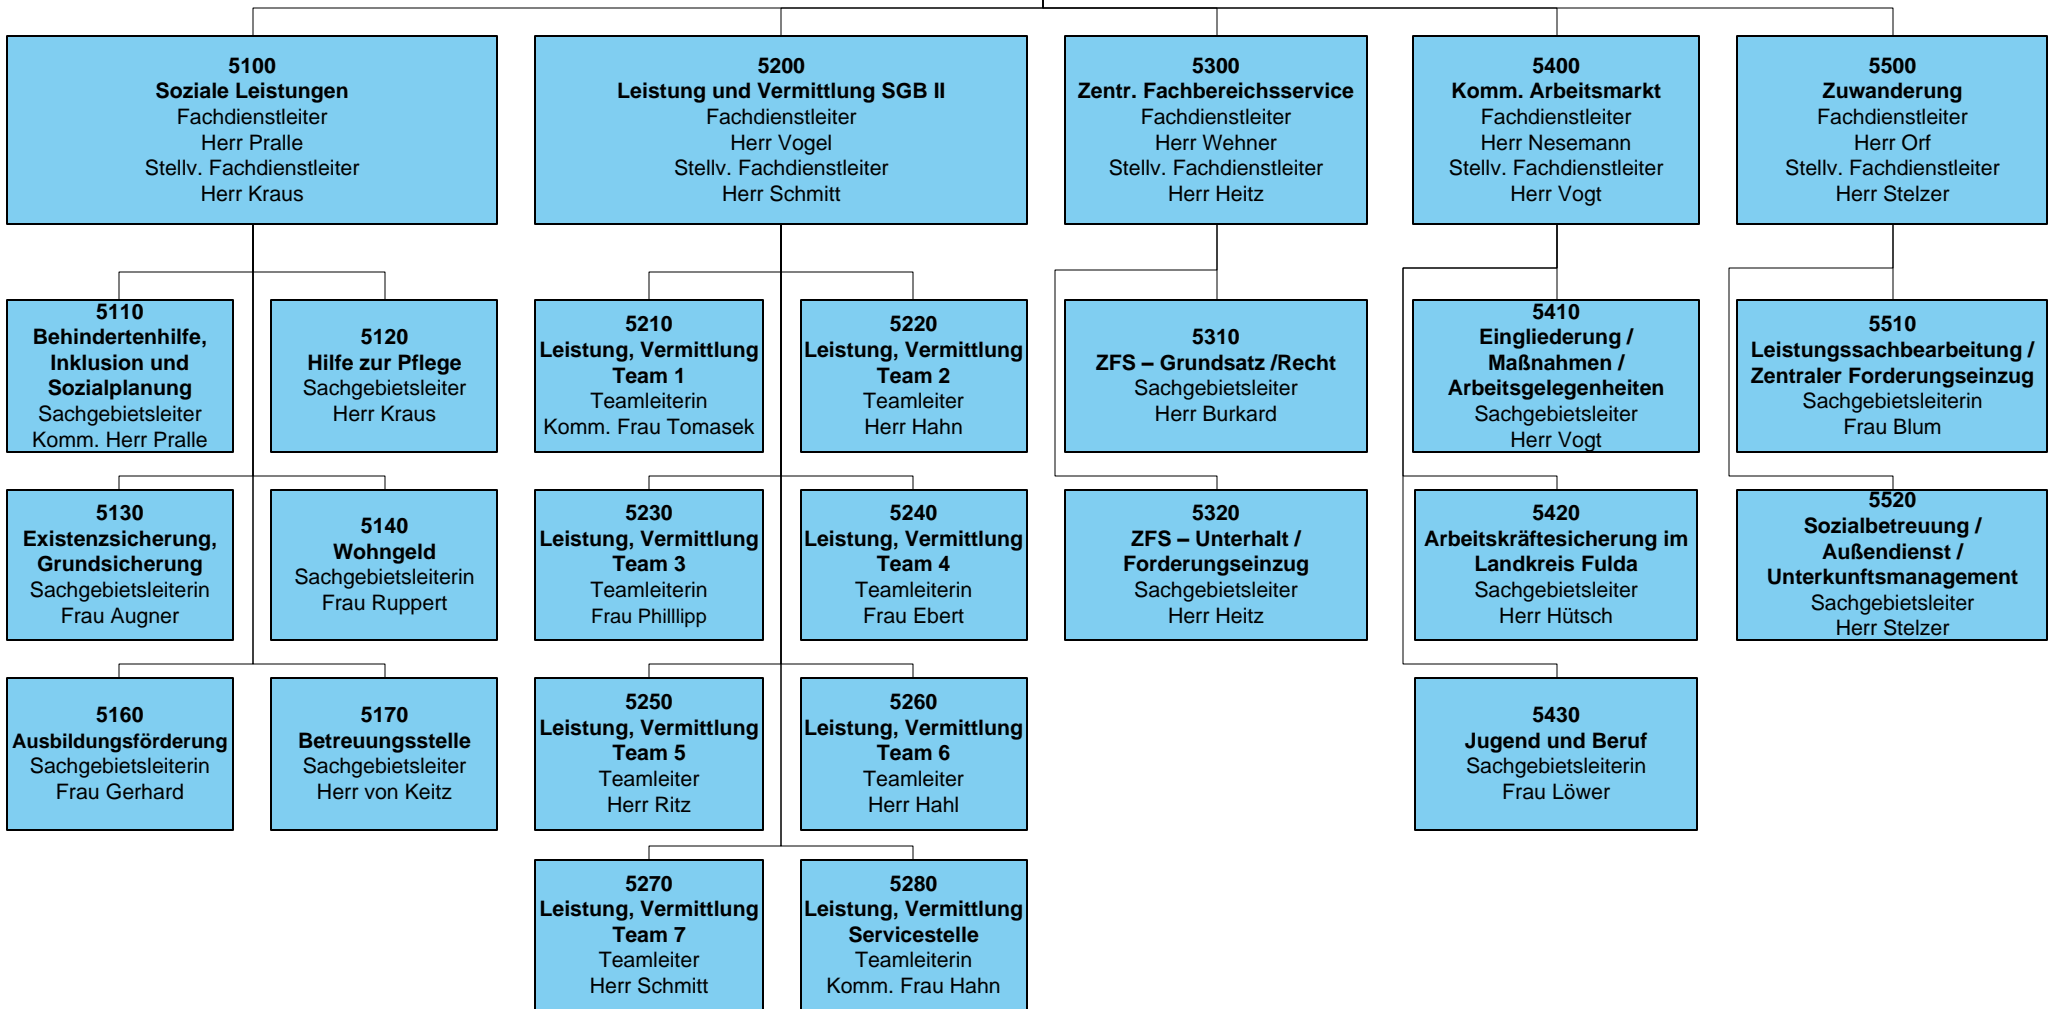 5100
Soziale Leistungen
Fachdienstleiter
Herr Pralle
Stellv. Fachdienstleiter
Herr Kraus
5200
Leistung und Vermittlung SGB II
Fachdienstleiter
Herr Vogel
Stellv. Fachdienstleiter
Herr Schmitt
5300
Zentr. Fachbereichsservice
Fachdienstleiter
Herr Wehner
Stellv. Fachdienstleiter
Herr Heitz
5400
Komm. Arbeitsmarkt
Fachdienstleiter
Herr Nesemann
Stellv. Fachdienstleiter
Herr Vogt
5500
Zuwanderung
Fachdienstleiter
Herr Orf
Stellv. Fachdienstleiter
Herr Stelzer
5110
Behindertenhilfe,
Inklusion und
Sozialplanung
Sachgebietsleiter
Komm. Herr Pralle
5120
Hilfe zur Pflege
Sachgebietsleiter
Herr Kraus
5210
Leistung, Vermittlung
Team 1
Teamleiterin
Komm. Frau Tomasek
5220
Leistung, Vermittlung
Team 2
Teamleiter
Herr Hahn
5310
ZFS – Grundsatz /Recht
Sachgebietsleiter
Herr Burkard
5410
Eingliederung /
Maßnahmen /
Arbeitsgelegenheiten
Sachgebietsleiter
Herr Vogt
5510
Leistungssachbearbeitung /
Zentraler Forderungseinzug
Sachgebietsleiterin
Frau Blum
5130
Existenzsicherung,
Grundsicherung
Sachgebietsleiterin
Frau Augner
5140
Wohngeld
Sachgebietsleiterin
Frau Ruppert
5230
Leistung, Vermittlung
Team 3
Teamleiterin
Frau Philllipp
5240
Leistung, Vermittlung
Team 4
Teamleiterin
Frau Ebert
5320
ZFS – Unterhalt /
Forderungseinzug
Sachgebietsleiter
Herr Heitz
5420
Arbeitskräftesicherung im
Landkreis Fulda
Sachgebietsleiter
Herr Hütsch
5520
Sozialbetreuung /
Außendienst /
Unterkunftsmanagement
Sachgebietsleiter
Herr Stelzer
5160
Ausbildungsförderung
Sachgebietsleiterin
Frau Gerhard
5170
Betreuungsstelle
Sachgebietsleiter
Herr von Keitz
5250
Leistung, Vermittlung
Team 5
Teamleiter
Herr Ritz
5260
Leistung, Vermittlung
Team 6
Teamleiter
Herr Hahl
5430
Jugend und Beruf
Sachgebietsleiterin
Frau Löwer
5270
Leistung, Vermittlung
Team 7
Teamleiter
Herr Schmitt
5280
Leistung, Vermittlung
Servicestelle
Teamleiterin
Komm. Frau Hahn